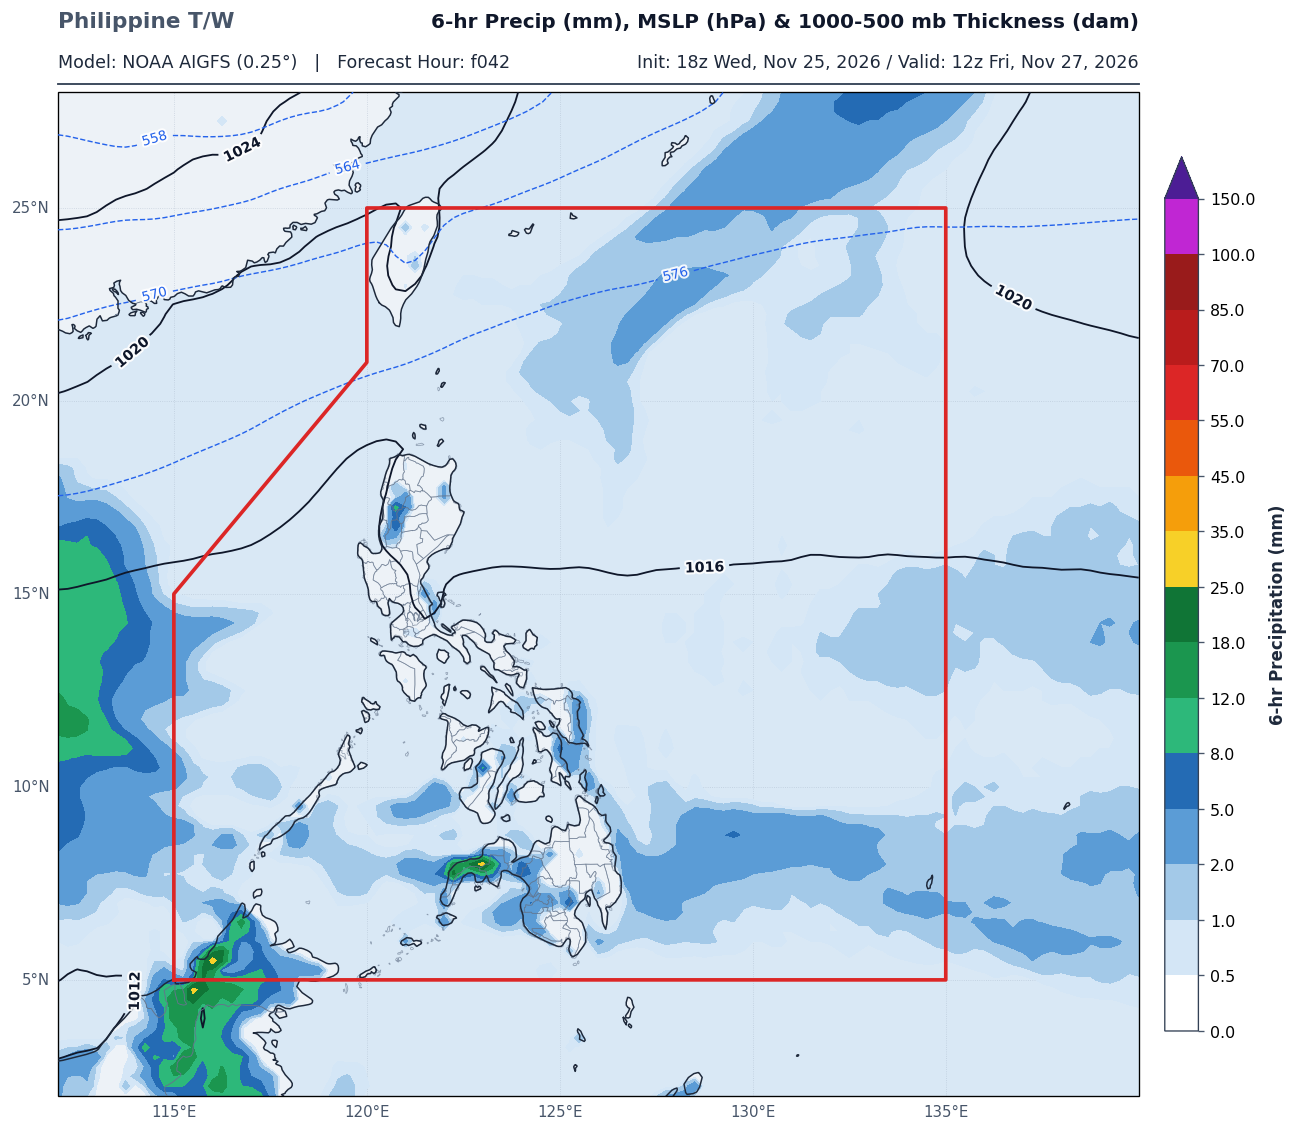 Philippine T/W
6-hr Precip (mm), MSLP (hPa) & 1000-500 mb Thickness (dam)
Model: NOAA AIGFS (0.25°) | Forecast Hour: f042
Init: 18z Wed, Nov 25, 2026 / Valid: 12z Fri, Nov 27, 2026
558
1024
564
570
576
1020
1020
1016
1012
25°N
20°N
15°N
10°N
5°N
115°E
120°E
125°E
130°E
135°E
150.0
100.0
85.0
70.0
55.0
45.0
35.0
25.0
18.0
12.0
8.0
5.0
2.0
1.0
0.5
0.0
6-hr Precipitation (mm)